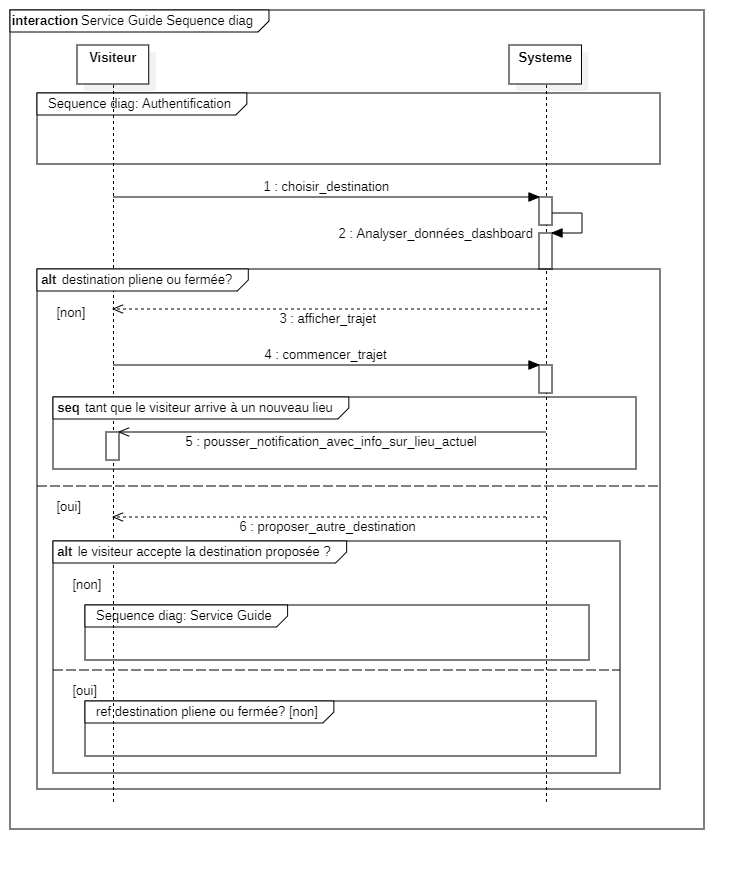 interaction Service Guide Sequence diag
Visiteur
Systeme
Sequence diag: Authentification
1 : choisir_destination
2 : Analyser_données_dashboard
alt destination pliene ou fermée?
[non]
3 : afficher_trajet
4 : commencer_trajet
seq tant que le visiteur arrive à un nouveau lieu
5 : pousser_notification_avec_info_sur_lieu_actuel
[oui]
6 : proposer_autre_destination
alt le visiteur accepte la destination proposée ?
[non]
Sequence diag: Service Guide
[oui]
ref destination pliene ou fermée? [non]